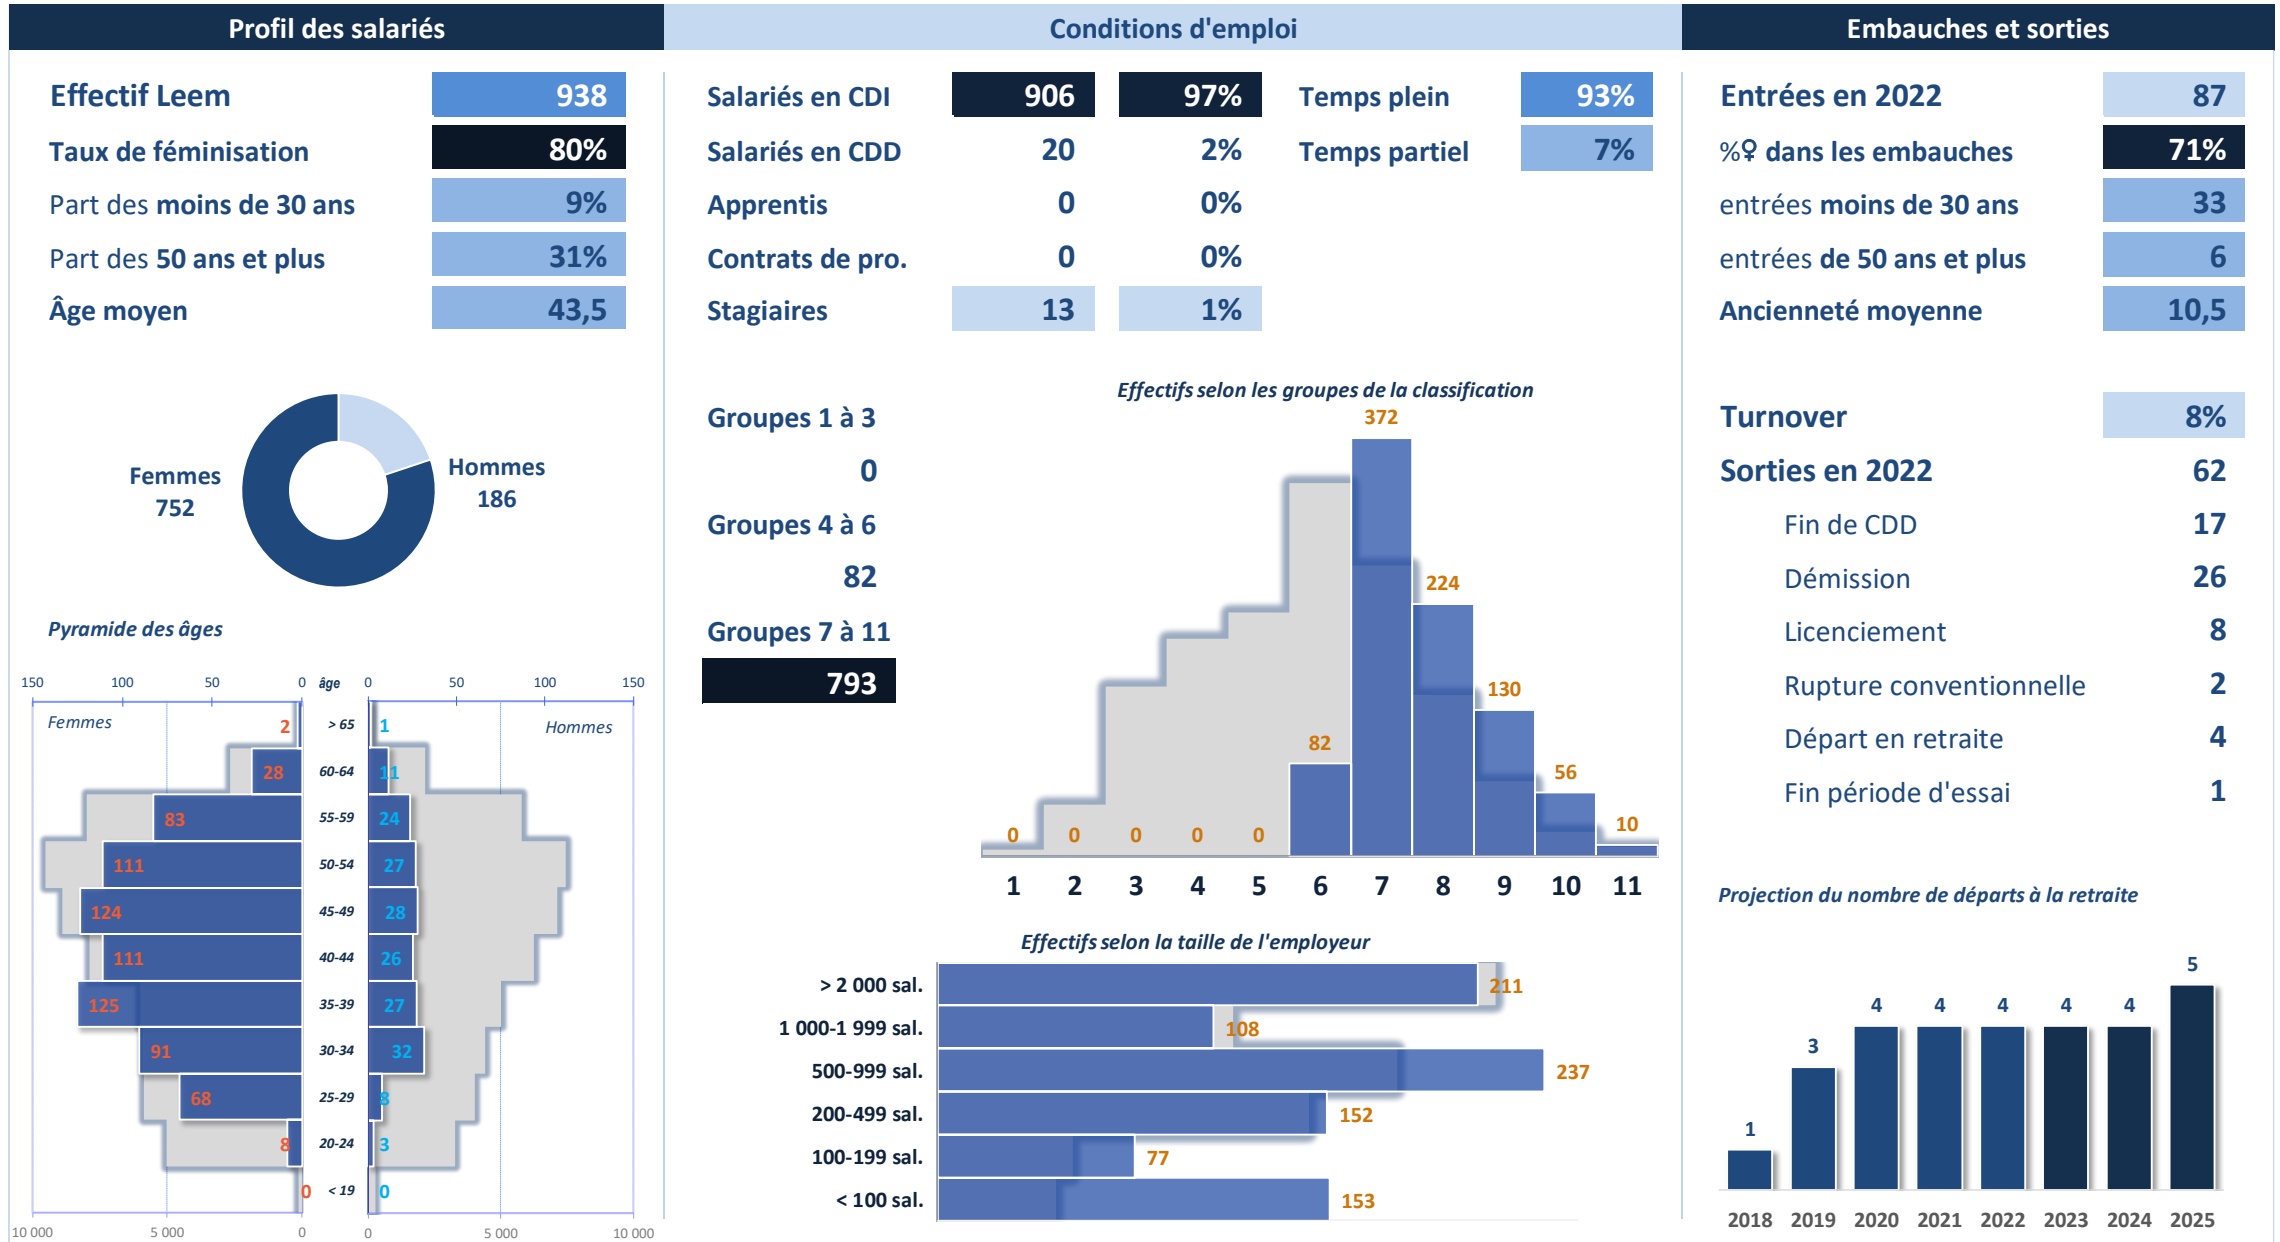 Profil des salariés
Effectif Leem 938
Taux de féminisation 80%
Part des moins de 30 ans 9%
Part des 50 ans et plus 31%
Âge moyen 43,5
Femmes
752
Hommes
186
Pyramide des âges
150 100 50 0 âge 0 50 100 150
Femmes Hommes
2 > 65 1
28 60-64 11
83 55-59 24
111 50-54 27
124 45-49 28
111 40-44 26
125 35-39 27
91 30-34 32
68 25-29 8
8 20-24 3
0 < 19 0
10 000 5 000 0 0 5 000 10 000
Conditions d'emploi
Salariés en CDI 906 97% Temps plein 93%
Salariés en CDD 20 2% Temps partiel 7%
Apprentis 0 0%
Contrats de pro. 0 0%
Stagiaires 13 1%
Groupes 1 à 3
0
Groupes 4 à 6
82
Groupes 7 à 11
793
Effectifs selon les groupes de la classification
0 0 0 0 0 82 372 224 130 56 10
1 2 3 4 5 6 7 8 9 10 11
Effectifs selon la taille de l'employeur
> 2 000 sal. 211
1 000-1 999 sal. 108
500-999 sal. 237
200-499 sal. 152
100-199 sal. 77
< 100 sal. 153
Embauches et sorties
Entrées en 2022 87
%♀ dans les embauches 71%
entrées moins de 30 ans 33
entrées de 50 ans et plus 6
Ancienneté moyenne 10,5
Turnover 8%
Sorties en 2022 62
Fin de CDD 17
Démission 26
Licenciement 8
Rupture conventionnelle 2
Départ en retraite 4
Fin période d'essai 1
Projection du nombre de départs à la retraite
1 3 4 4 4 4 4 5
2018 2019 2020 2021 2022 2023 2024 2025